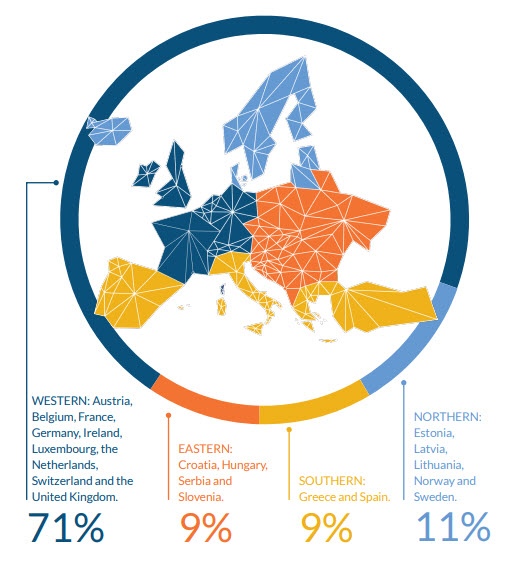 WESTERN: Austria,
Belgium, France,
Germany, Ireland,
Luxembourg, the
Netherlands,
Switzerland and the
United Kingdom.
71%
EASTERN:
Croatia, Hungary,
Serbia and
Slovenia.
9%
SOUTHERN:
Greece and Spain.
9%
NORTHERN:
Estonia,
Latvia,
Lithuania,
Norway and
Sweden.
11%